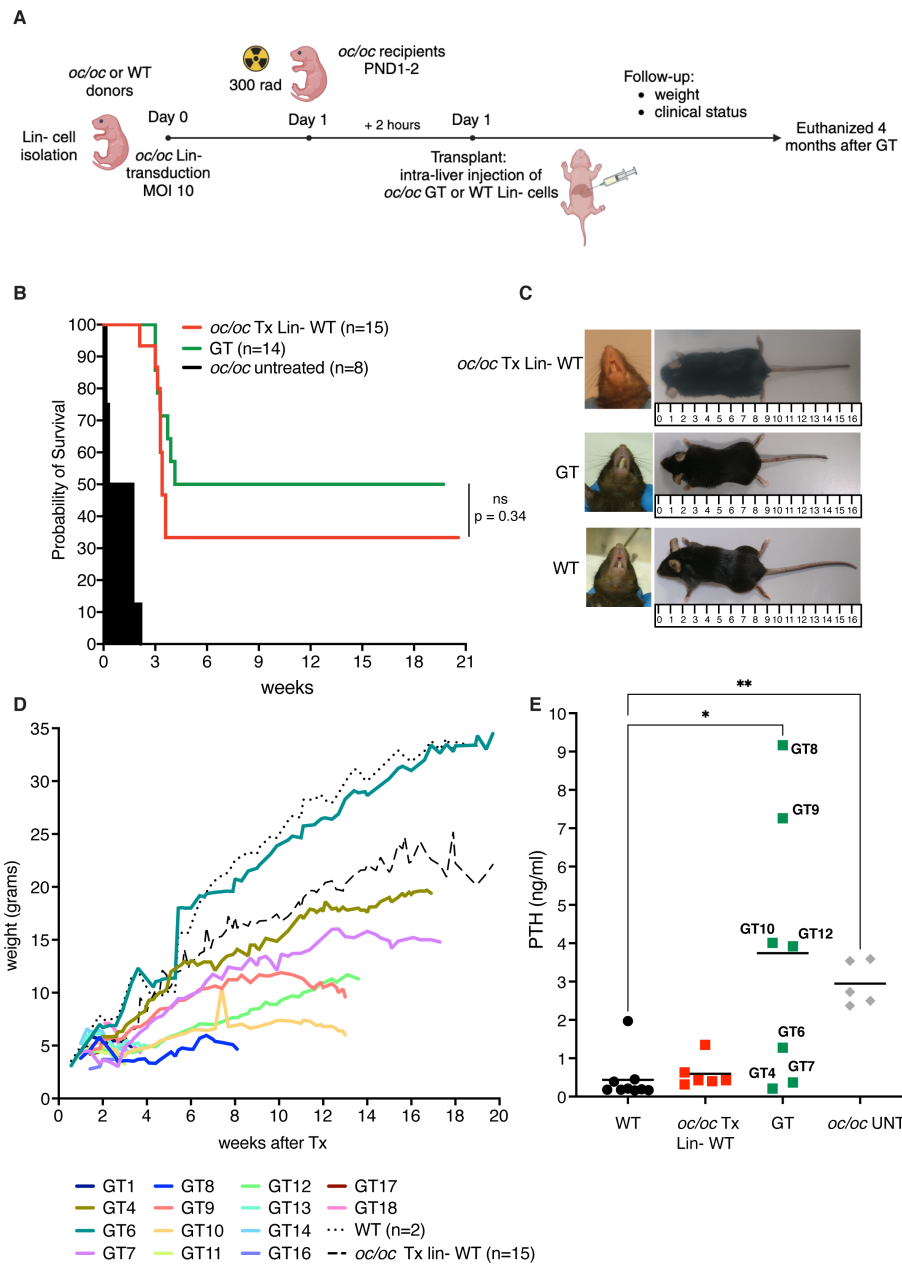 A
oc/oc or WT
donors
Lin- cell
isolation
Day 0
oc/oc Lin-
transduction
MOI 10
300 rad
oc/oc recipients
PND1-2
Day 1
+ 2 hours
Day 1
Transplant:
intra-liver injection of
oc/oc GT or WT Lin- cells
Follow-up:
• weight
• clinical status
Euthanized 4
months after GT
B
Probability of Survival
100
90
80
70
60
50
40
30
20
10
0
0 3 6 9 12 15 18 21
weeks
oc/oc Tx Lin- WT (n=15)
GT (n=14)
oc/oc untreated (n=8)
ns
p = 0.34
C
oc/oc Tx Lin- WT
0 1 2 3 4 5 6 7 8 9 10 11 12 13 14 15 16
GT
0 1 2 3 4 5 6 7 8 9 10 11 12 13 14 15 16
WT
0 1 2 3 4 5 6 7 8 9 10 11 12 13 14 15 16
D
weight (grams)
35
30
25
20
15
10
5
0
0 2 4 6 8 10 12 14 16 18 20
weeks after Tx
GT1 GT8 GT12 GT17
GT4 GT9 GT13 GT18
GT6 GT10 GT14 WT (n=2)
GT7 GT11 GT16 oc/oc Tx lin- WT (n=15)
E
PTH (ng/ml)
10
9
8
7
6
5
4
3
2
1
0
**
*
GT8
GT9
GT10 GT12
GT6
GT4 GT7
WT
oc/oc Tx
Lin- WT
GT
oc/oc UNT